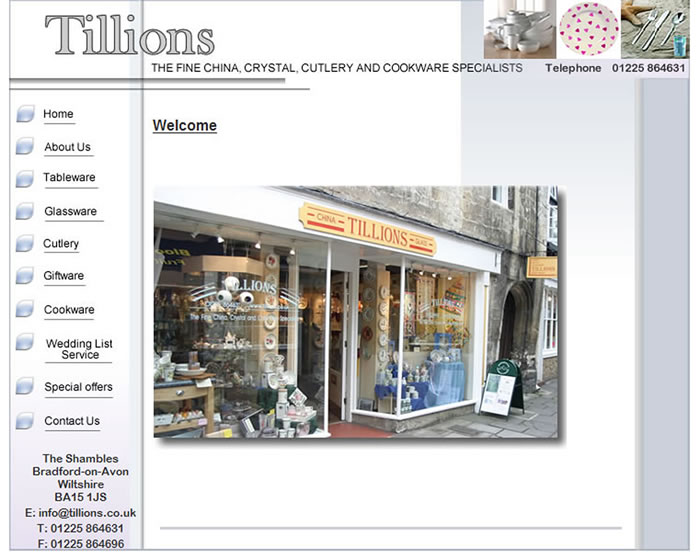 Tillions
THE FINE CHINA, CRYSTAL, CUTLERY AND COOKWARE SPECIALISTS
Telephone 01225 864631
Home
About Us
Tableware
Glassware
Cutlery
Giftware
Cookware
Wedding List
Service
Special offers
Contact Us
The Shambles
Bradford-on-Avon
Wiltshire
BA15 1JS
E: info@tillions.co.uk
T: 01225 864631
F: 01225 864696
Welcome
CHINA TILLIONS GLASS
TILLIONS
The Fine China, Crystal and
TILLIONS
TILLIONS